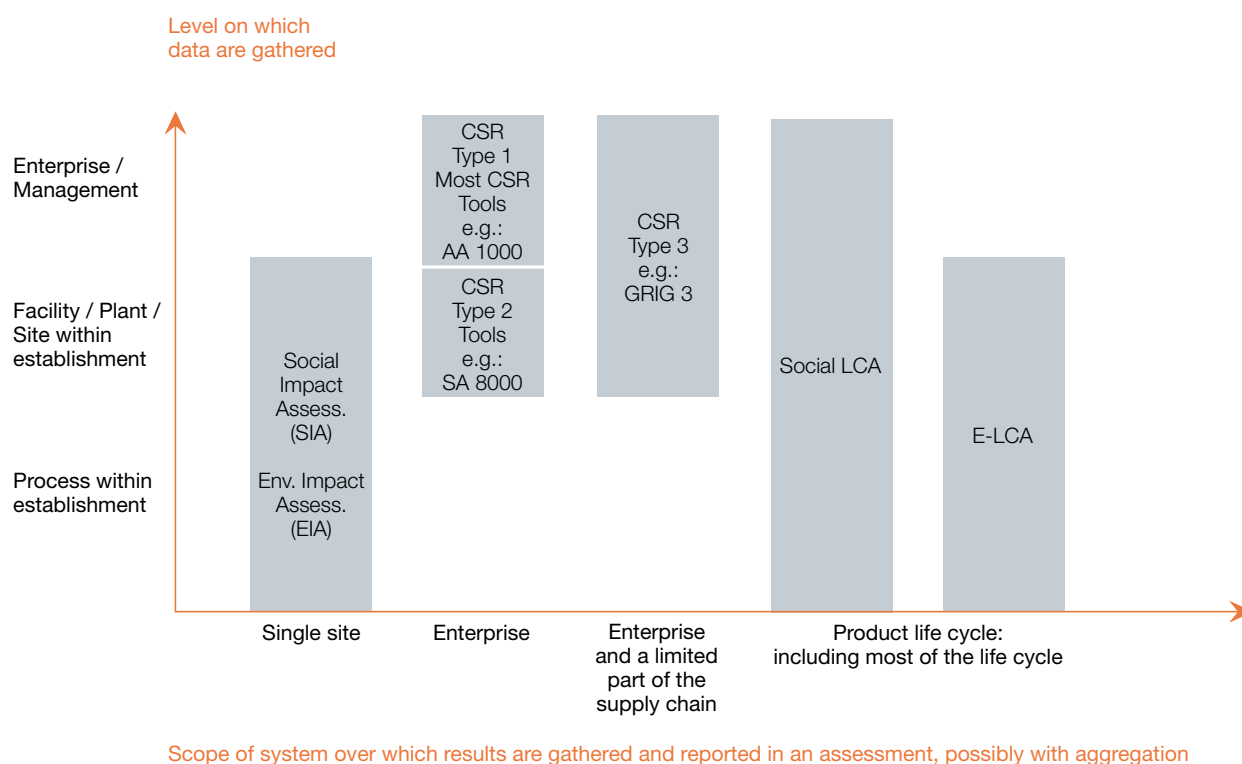 Level on which
data are gathered
Enterprise /
Management
Facility / Plant /
Site within
establishment
Process within
establishment
Social
Impact
Assess.
(SIA)
Env. Impact
Assess.
(EIA)
CSR
Type 1
Most CSR
Tools
e.g.:
AA 1000
CSR
Type 2
Tools
e.g.:
SA 8000
CSR
Type 3
e.g.:
GRIG 3
Social LCA
E-LCA
Single site
Enterprise
Enterprise
and a limited
part of the
supply chain
Product life cycle:
including most of the life cycle
Scope of system over which results are gathered and reported in an assessment, possibly with aggregation